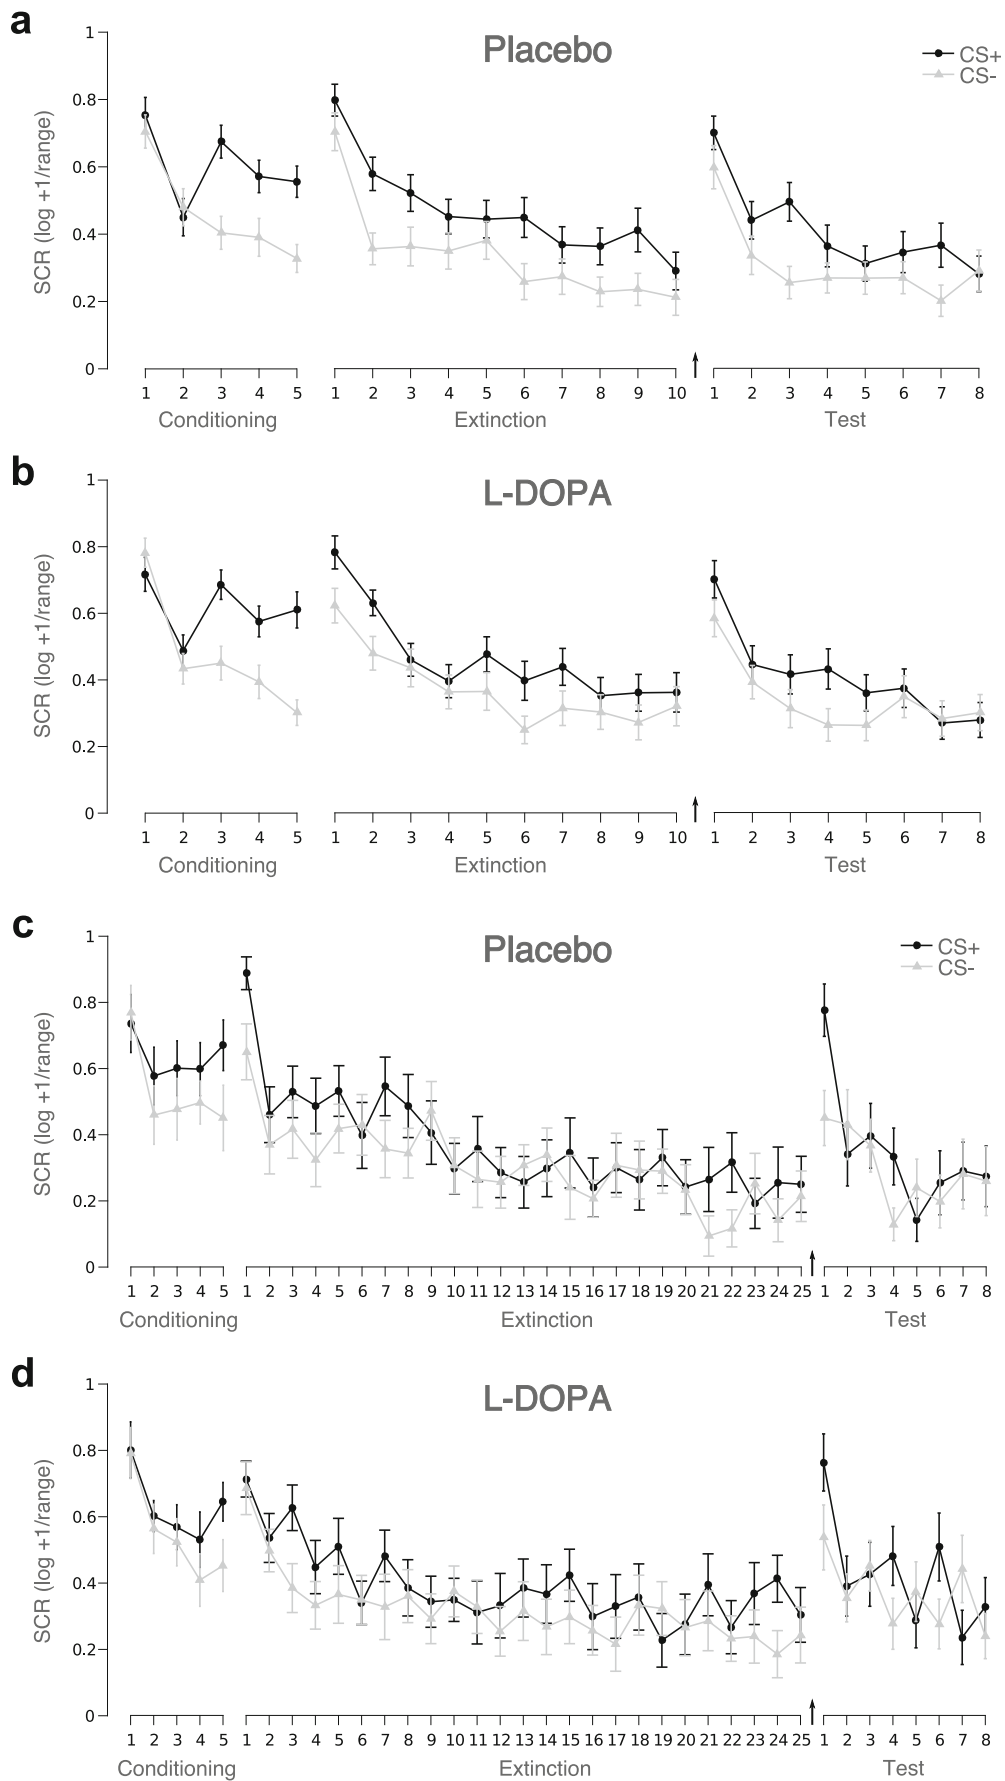 a
Placebo
CS+
CS-
SCR (log +1/range)
1
0.8
0.6
0.4
0.2
0
1 2 3 4 5 1 2 3 4 5 6 7 8 9 10 1 2 3 4 5 6 7 8
Conditioning Extinction Test
b
L-DOPA
SCR (log +1/range)
1
0.8
0.6
0.4
0.2
0
1 2 3 4 5 1 2 3 4 5 6 7 8 9 10 1 2 3 4 5 6 7 8
Conditioning Extinction Test
c
Placebo
CS+
CS-
SCR (log +1/range)
1
0.8
0.6
0.4
0.2
0
1 2 3 4 5 1 2 3 4 5 6 7 8 9 10 11 12 13 14 15 16 17 18 19 20 21 22 23 24 25 1 2 3 4 5 6 7 8
Conditioning Extinction Test
d
L-DOPA
SCR (log +1/range)
1
0.8
0.6
0.4
0.2
0
1 2 3 4 5 1 2 3 4 5 6 7 8 9 10 11 12 13 14 15 16 17 18 19 20 21 22 23 24 25 1 2 3 4 5 6 7 8
Conditioning Extinction Test